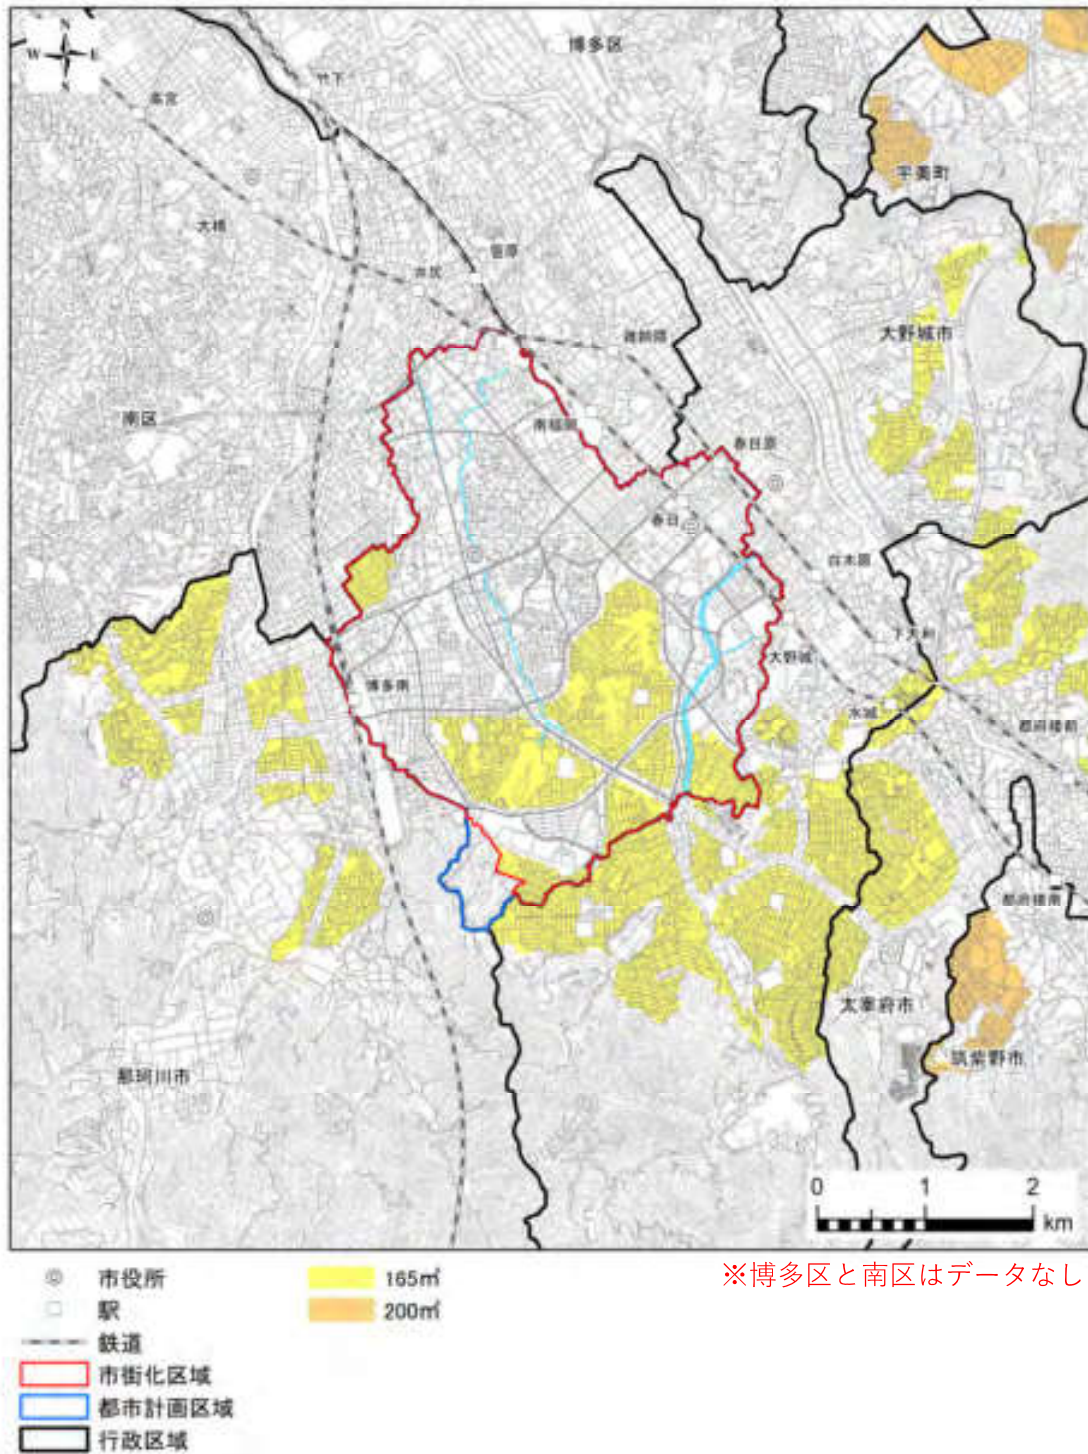 W E
博多区
竹下
高宮
宇美町
大橋
笹原
井尻
大野城市
雑餉隈
南区
南福岡
春日原
春日
白木原
下大利
大野城
博多南
水城
都府楼前
都府楼南
太宰府市
筑紫野市
那珂川市
0 1 2
km
※博多区と南区はデータなし
市役所
165㎡
駅
200㎡
鉄道
市街化区域
都市計画区域
行政区域